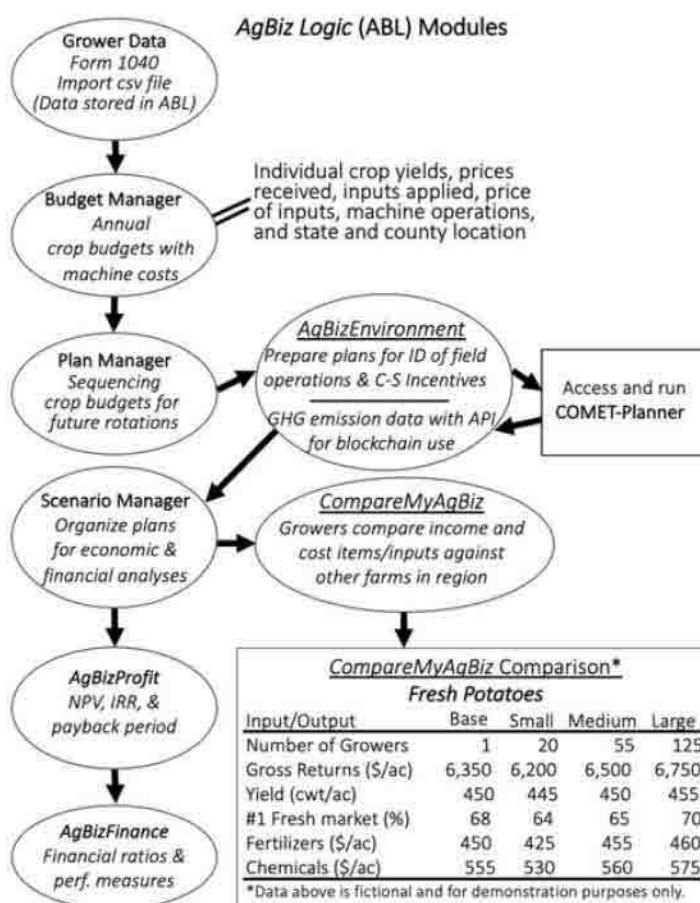 AgBiz Logic (ABL) Modules
Grower Data
Form 1040
Import csv file
(Data stored in ABL)
Budget Manager
Annual
crop budgets with
machine costs
Individual crop yields, prices
received, inputs applied, price
of inputs, machine operations,
and state and county location
Plan Manager
Sequencing
crop budgets for
future rotations
AgBizEnvironment
Prepare plans for ID of field
operations & C-S Incentives
GHG emission data with API
for blockchain use
Access and run
COMET-Planner
Scenario Manager
Organize plans
for economic &
financial analyses
CompareMyAgBiz
Growers compare income and
cost items/inputs against
other farms in region
AgBizProfit
NPV, IRR, &
payback period
AgBizFinance
Financial ratios &
perf. measures
CompareMyAgBiz Comparison*
Fresh Potatoes
Input/Output Base Small Medium Large
Number of Growers 1 20 55 125
Gross Returns ($/ac) 6,350 6,200 6,500 6,750
Yield (cwt/ac) 450 445 450 455
#1 Fresh market (%) 68 64 65 70
Fertilizers ($/ac) 450 425 455 460
Chemicals ($/ac) 555 530 560 575
*Data above is fictional and for demonstration purposes only.